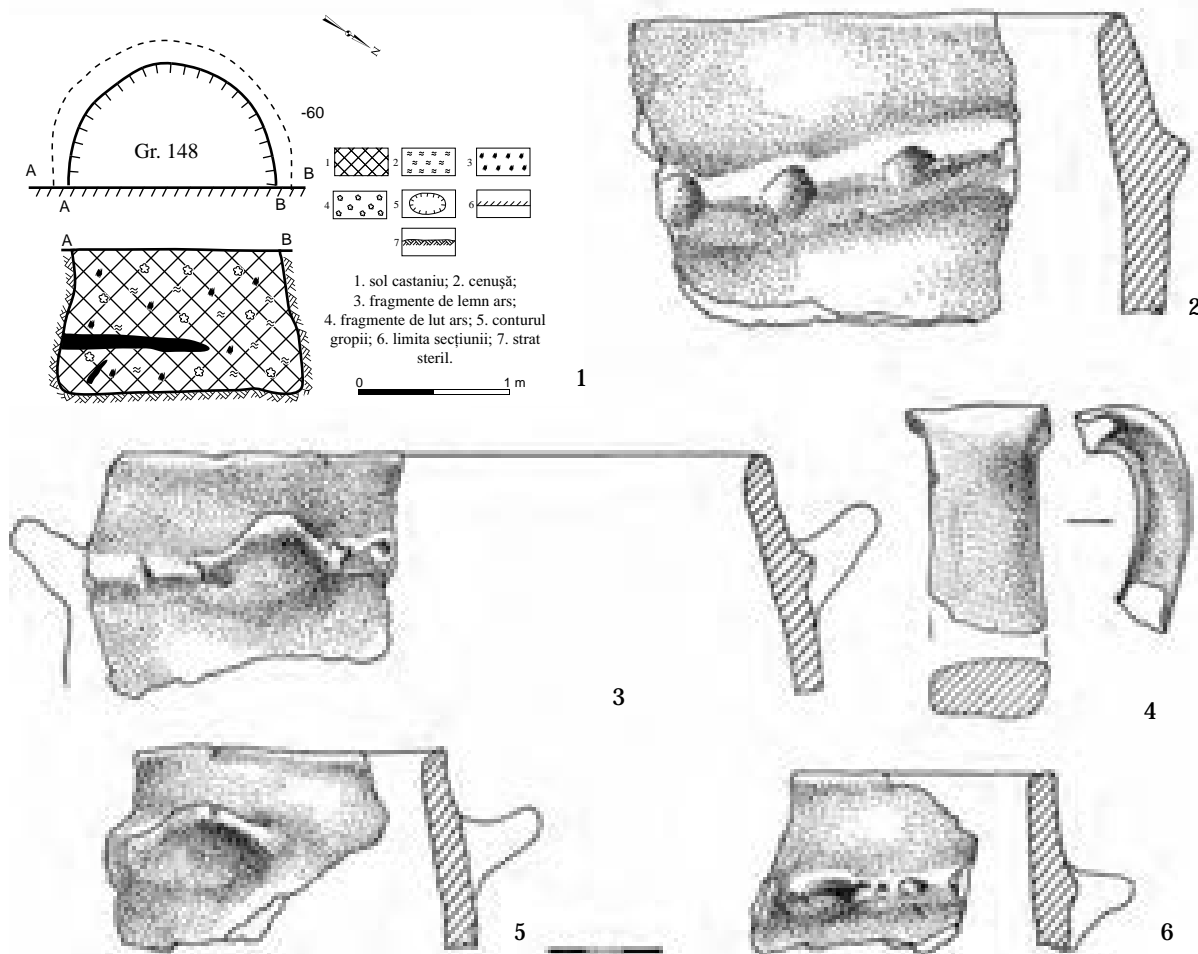 N
-60
Gr. 148
A
B
A
B
A
B
1
2
3
4
5
6
7
1. sol castaniu; 2. cenușă;
3. fragmente de lemn ars;
4. fragmente de lut ars; 5. conturul
gropii; 6. limita secțiunii; 7. strat
steril.
0
1 m
1
2
3
4
5
6